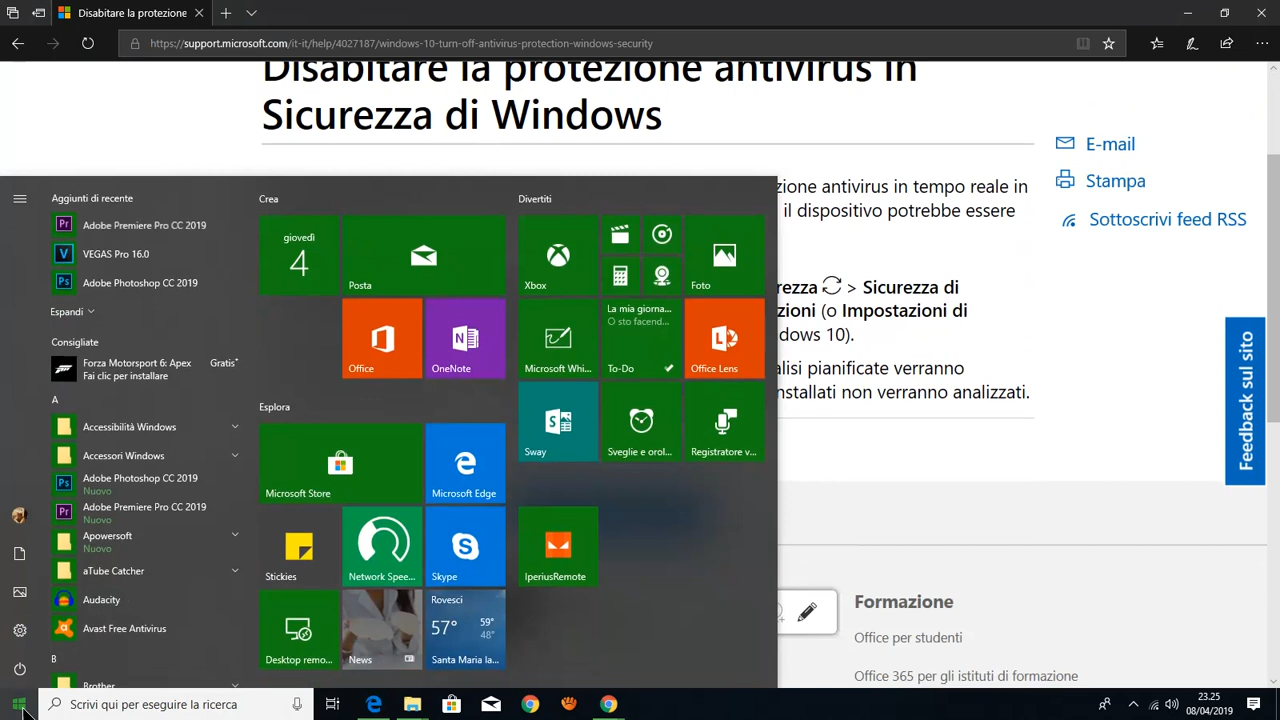 Disabilitare la protezione
https://support.microsoft.com/it-it/help/4027187/windows-10-turn-off-antivirus-protection-windows-security
Disabilitare la protezione antivirus in
Sicurezza di Windows
E-mail
Stampa
Sottoscrivi feed RSS
zione antivirus in tempo reale in
il dispositivo potrebbe essere
rezza > Sicurezza di
zioni (o Impostazioni di
dows 10).
alisi pianificate verranno
nstallati non verranno analizzati.
Feedback sul sito
Formazione
Office per studenti
Office 365 per gli istituti di formazione
Aggiunti di recente
Adobe Premiere Pro CC 2019
VEGAS Pro 16.0
Adobe Photoshop CC 2019
Espandi
Consigliate
Forza Motorsport 6: Apex Gratis*
Fai clic per installare
A
Accessibilità Windows
Accessori Windows
Adobe Photoshop CC 2019
Nuovo
Adobe Premiere Pro CC 2019
Nuovo
Apowersoft
Nuovo
aTube Catcher
Audacity
Avast Free Antivirus
B
Brother
Crea
giovedì
4
Posta
Office
OneNote
Esplora
Microsoft Store
Microsoft Edge
Stickies
Network Spee...
Skype
Desktop remo...
News
Rovesci
57° 59°
48°
Santa Maria la...
Divertiti
Xbox
Foto
Microsoft Whi...
La mia giorna...
O sto facend...
To-Do
Office Lens
Sway
Sveglie e orol...
Registratore v...
IperiusRemote
Scrivi qui per eseguire la ricerca
23.25
08/04/2019